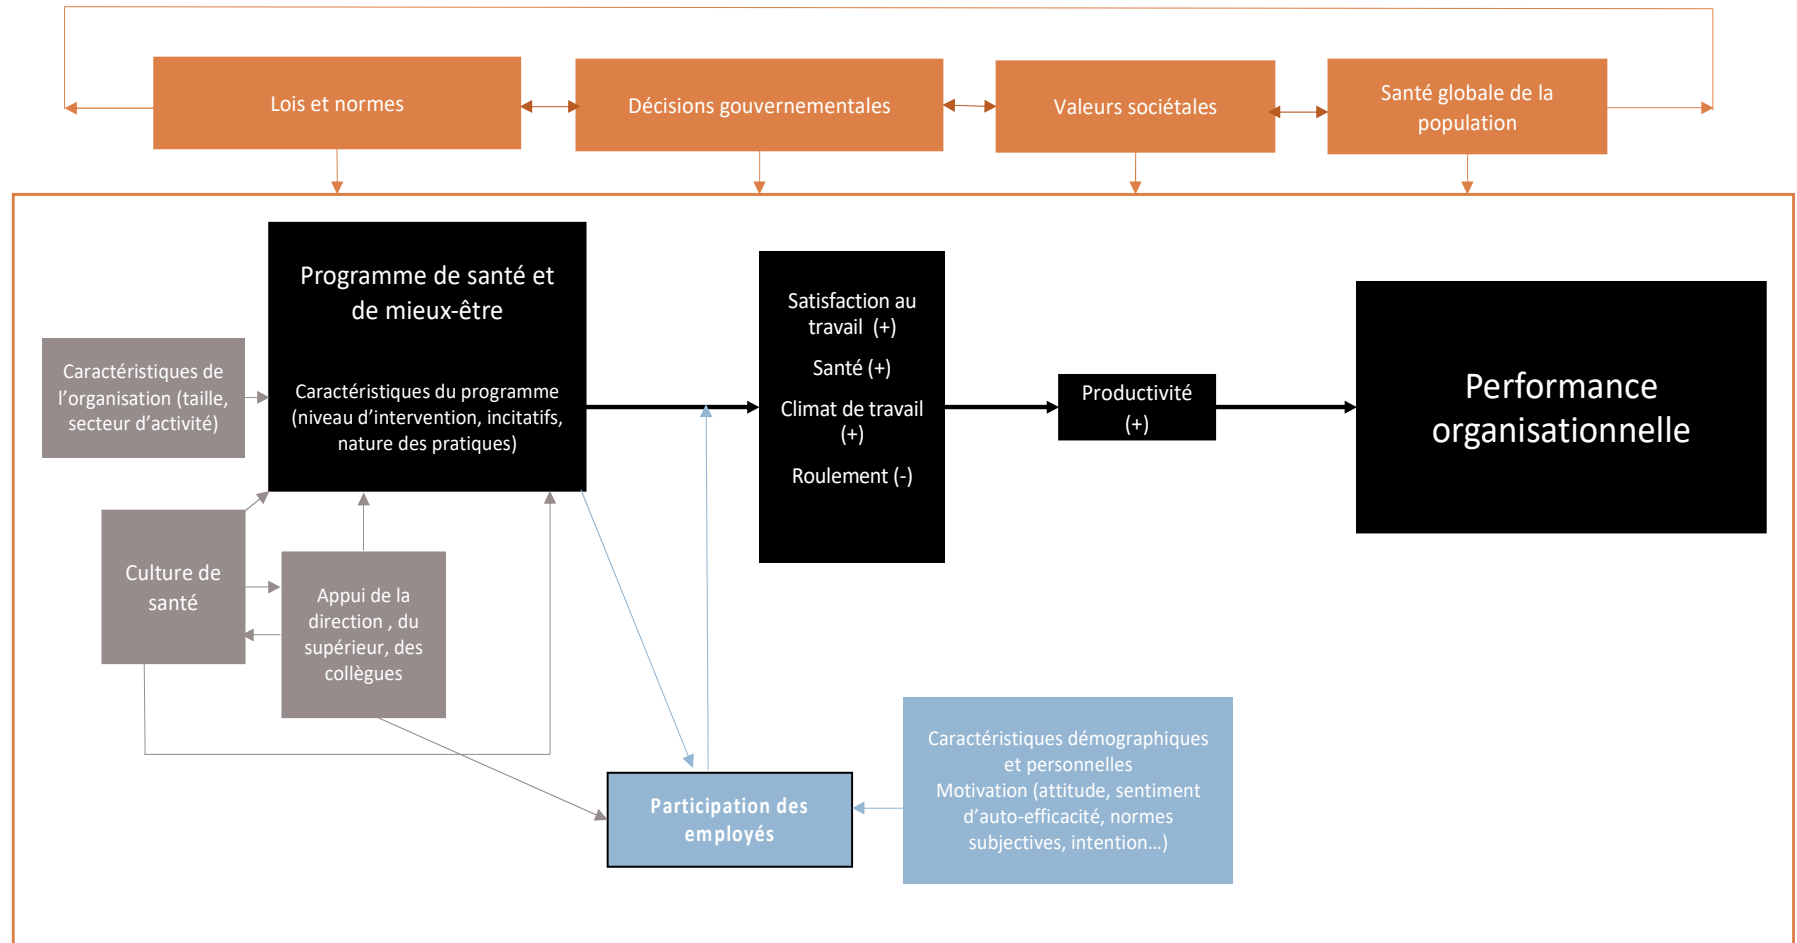 Lois et normes
Décisions gouvernementales
Valeurs sociétales
Santé globale de la
population
Programme de santé et
de mieux-être
Caractéristiques du programme
(niveau d'intervention, incitatifs,
nature des pratiques)
Caractéristiques de
l'organisation (taille,
secteur d'activité)
Culture de
santé
Appui de la
direction , du
supérieur, des
collègues
Satisfaction au
travail (+)
Santé (+)
Climat de travail
(+)
Roulement (-)
Productivité
(+)
Performance
organisationnelle
Participation des
employés
Caractéristiques démographiques
et personnelles
Motivation (attitude, sentiment
d'auto-efficacité, normes
subjectives, intention…)